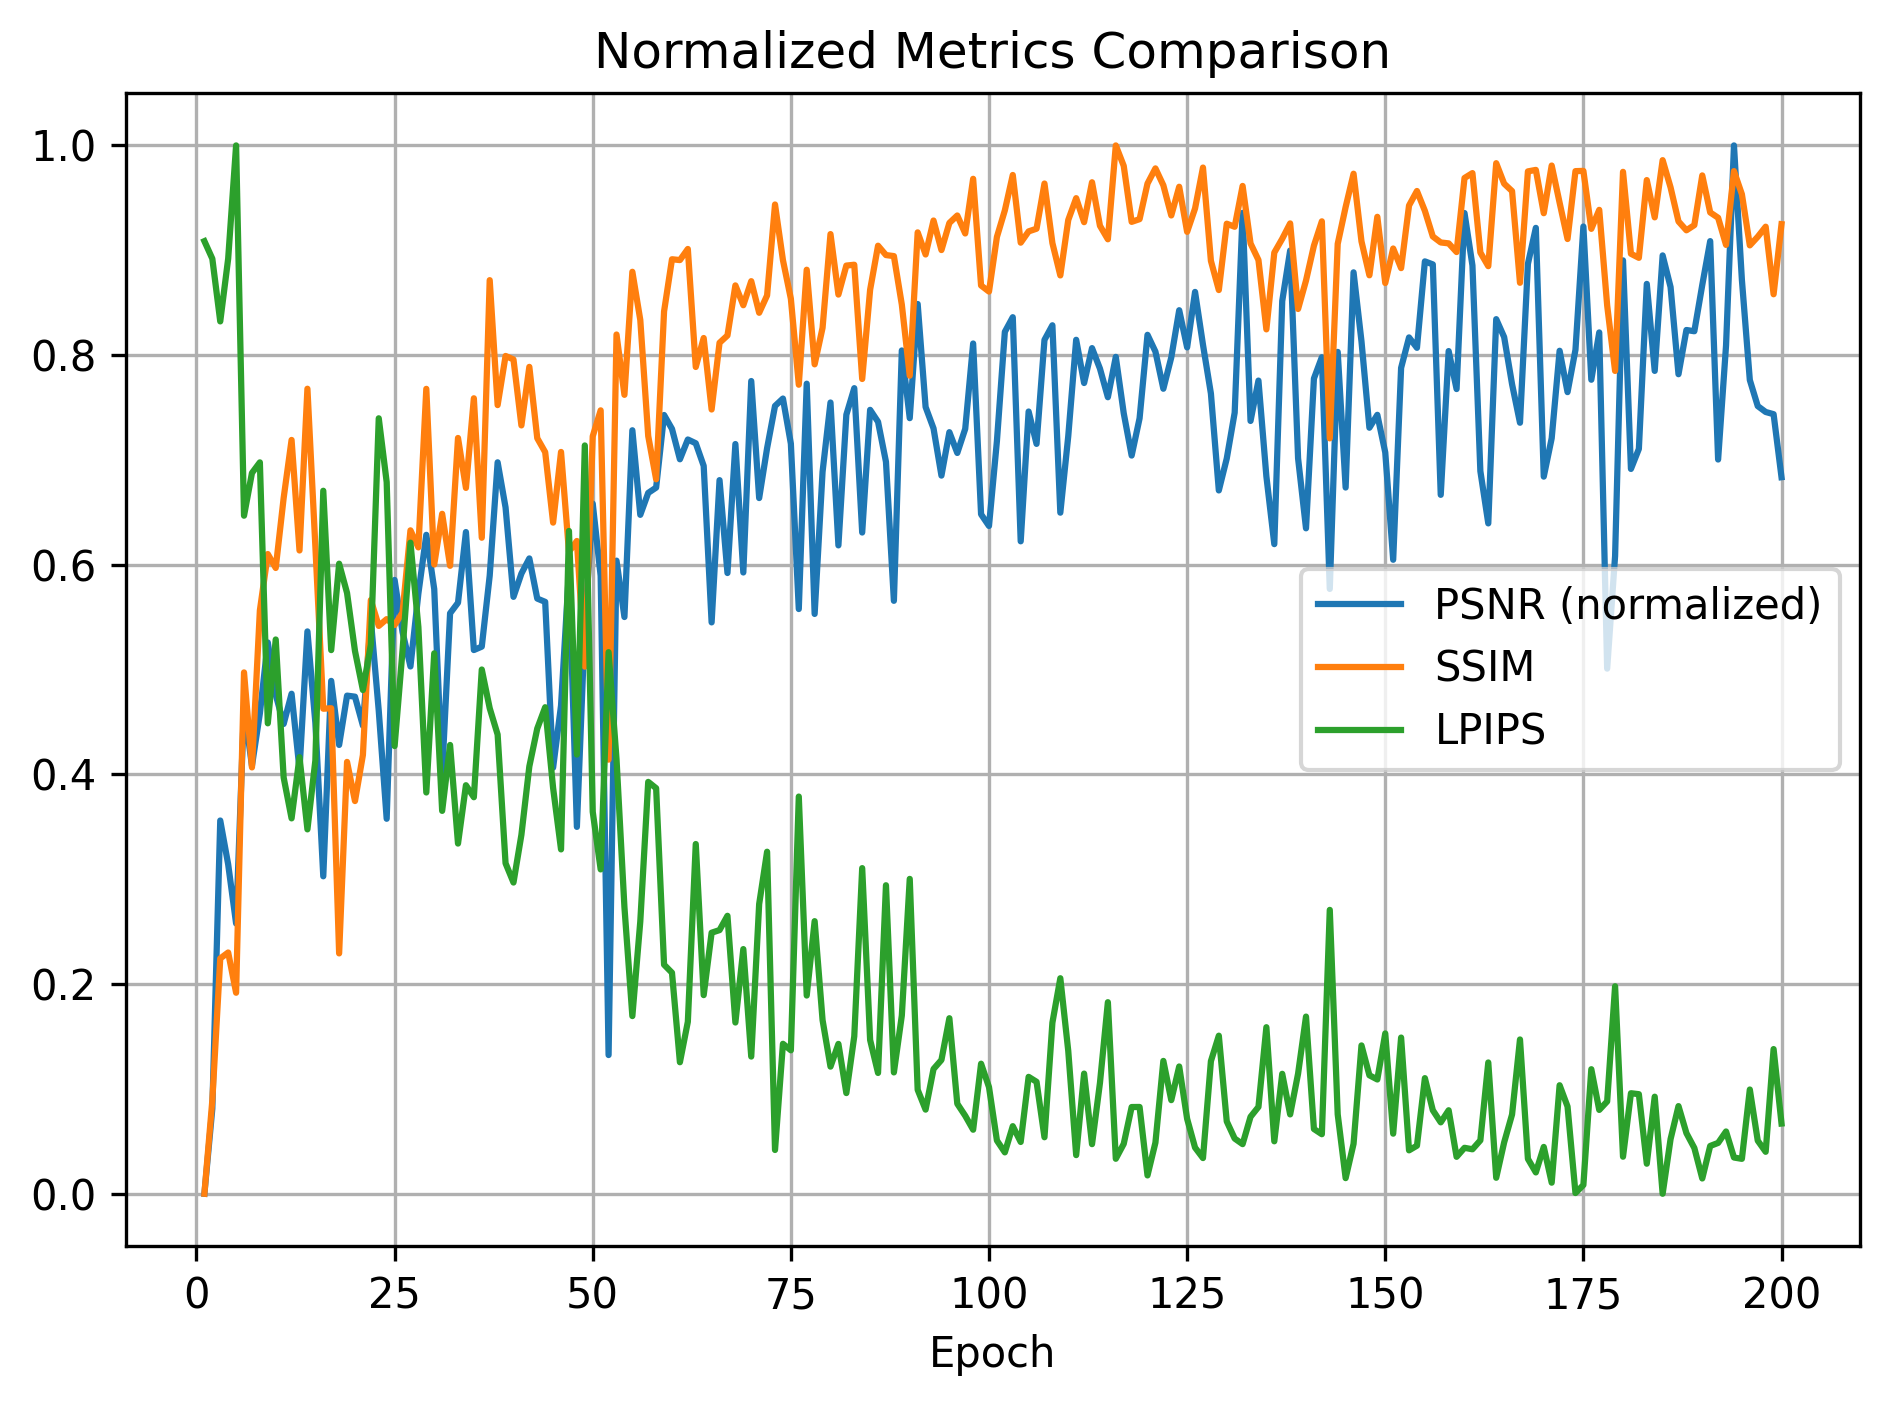 Normalized Metrics Comparison
1.0
0.8
0.6
0.4
0.2
0.0
PSNR (normalized)
SSIM
LPIPS
0 25 50 75 100 125 150 175 200
Epoch